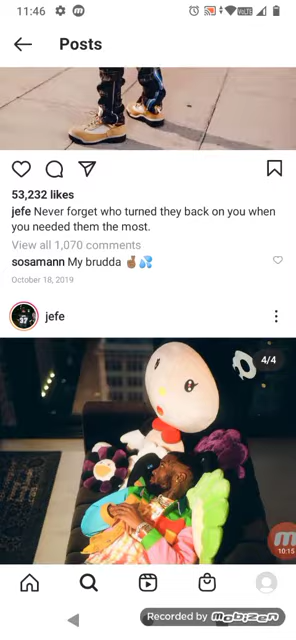 11:46
VoLTE
Posts
53,232 likes
jefe Never forget who turned they back on you when
you needed them the most.
View all 1,070 comments
sosamann My brudda ✌🏾💦
October 18, 2019
jefe
4/4
10:15
Recorded by mobizen